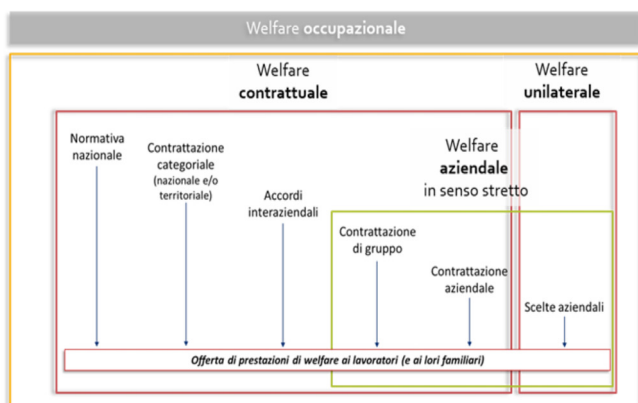 Welfare occupazionale
Welfare
contrattuale
Welfare
unilaterale
Normativa
nazionale
Contrattazione
categoriale
(nazionale e/o
territoriale)
Accordi
interaziendali
Welfare
aziendale
in senso stretto
Contrattazione
di gruppo
Contrattazione
aziendale
Scelte aziendali
Offerta di prestazioni di welfare ai lavoratori (e ai lori familiari)